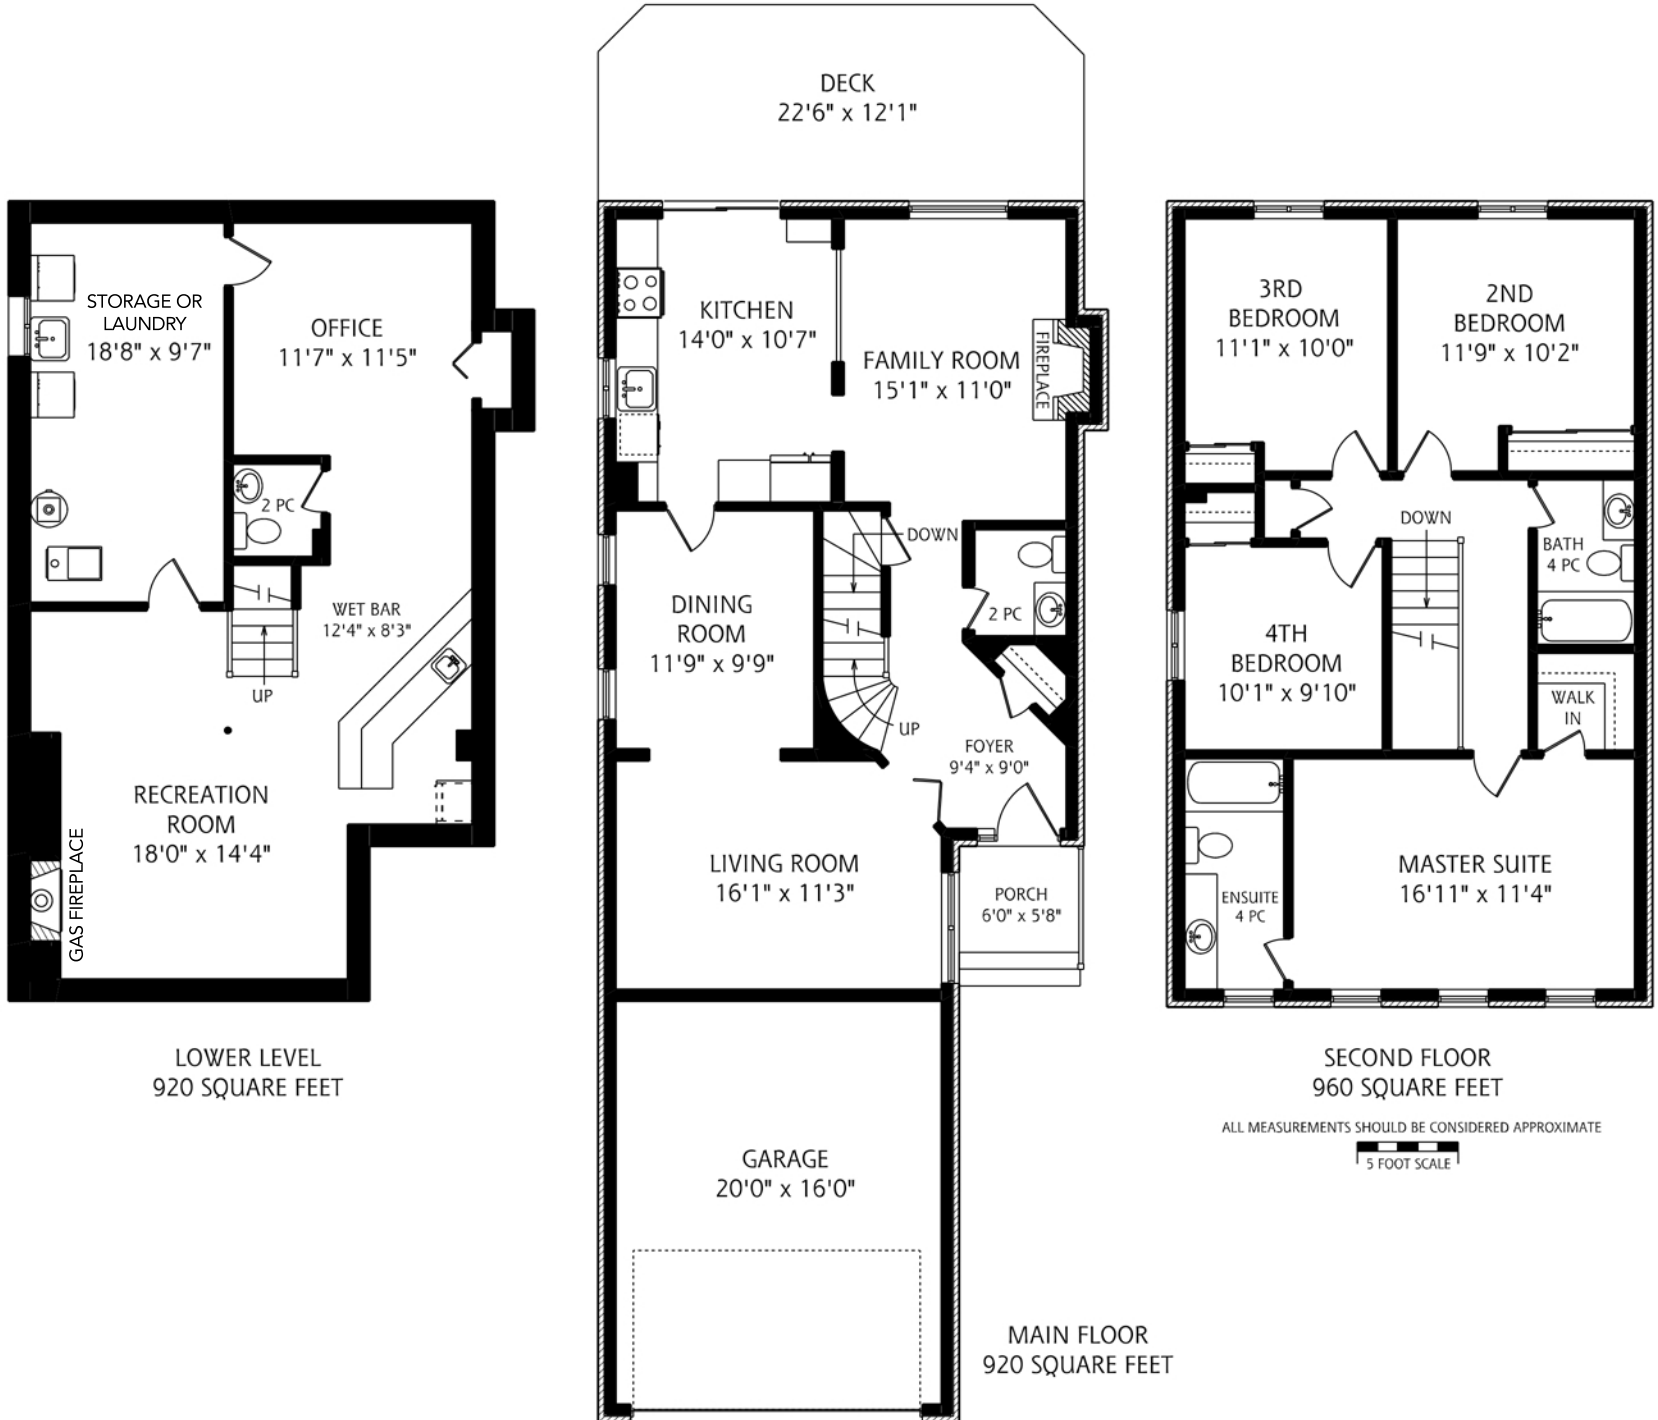 DECK
22'6" x 12'1"
STORAGE OR
LAUNDRY
18'8" x 9'7"
OFFICE
11'7" x 11'5"
2 PC
WET BAR
12'4" x 8'3"
UP
RECREATION
ROOM
18'0" x 14'4"
GAS FIREPLACE
LOWER LEVEL
920 SQUARE FEET
KITCHEN
14'0" x 10'7"
FAMILY ROOM
15'1" x 11'0"
FIREPLACE
DOWN
DINING
ROOM
11'9" x 9'9"
2 PC
UP
FOYER
9'4" x 9'0"
LIVING ROOM
16'1" x 11'3"
PORCH
6'0" x 5'8"
GARAGE
20'0" x 16'0"
MAIN FLOOR
920 SQUARE FEET
3RD
BEDROOM
11'1" x 10'0"
2ND
BEDROOM
11'9" x 10'2"
DOWN
BATH
4 PC
4TH
BEDROOM
10'1" x 9'10"
WALK
IN
ENSUITE
4 PC
MASTER SUITE
16'11" x 11'4"
SECOND FLOOR
960 SQUARE FEET
ALL MEASUREMENTS SHOULD BE CONSIDERED APPROXIMATE
5 FOOT SCALE